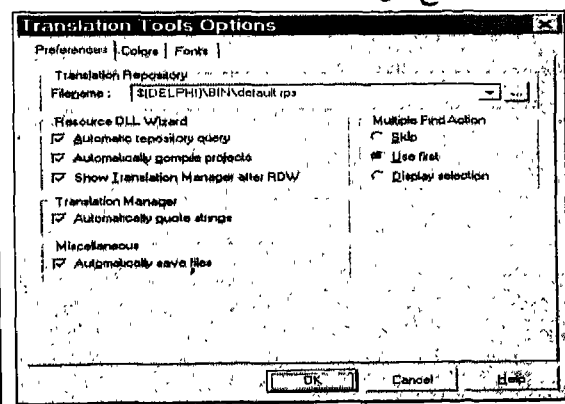 Translation Tools Options
Preferences Colors Fonts
Translation Repository
Filename : $(DELPHI)\BIN\default.rps ...
Resource DLL Wizard
Automatic repository query
Automatically compile projects
Show Translation Manager after RDW
Multiple Find Action
Skip
Use first
Display selection
Translation Manager
Automatically quote strings
Miscellaneous
Automatically save files
OK Cancel Help